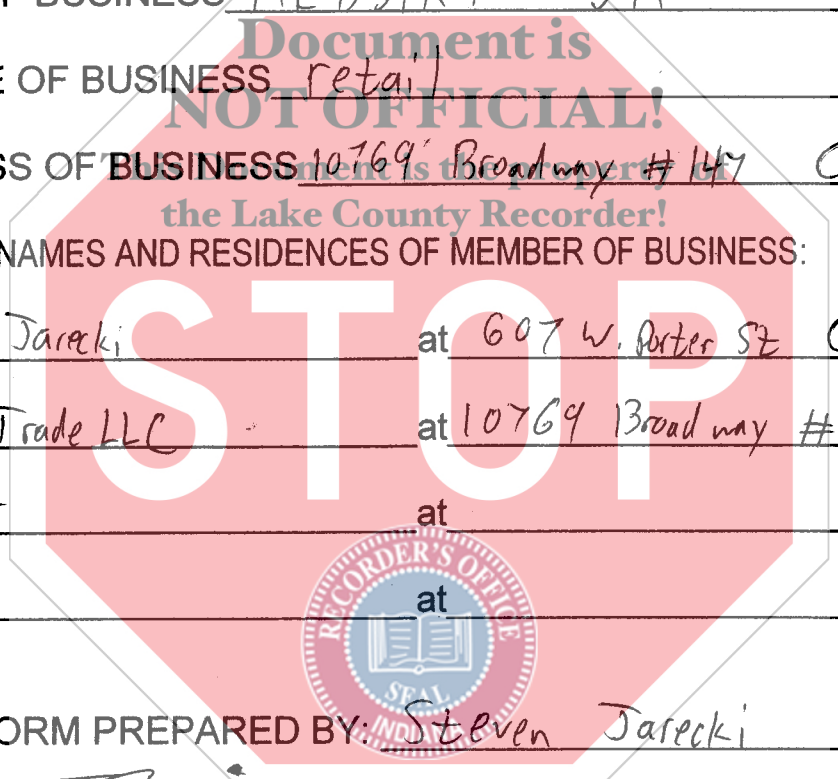 BUSINESS
Document is
E OF BUSINESS retail
NOT OFFICIAL!
SS OF BUSINESS 10769 Broadway # 147
This Document is the property of
the Lake County Recorder!
NAMES AND RESIDENCES OF MEMBER OF BUSINESS:
Jarecki at 607 W. Porter St
Trade LLC at 10769 Broadway #
STOP
at
at
RECORDER'S OFFICE
SEAL
INDIANA
FORM PREPARED BY: Steven Jarecki